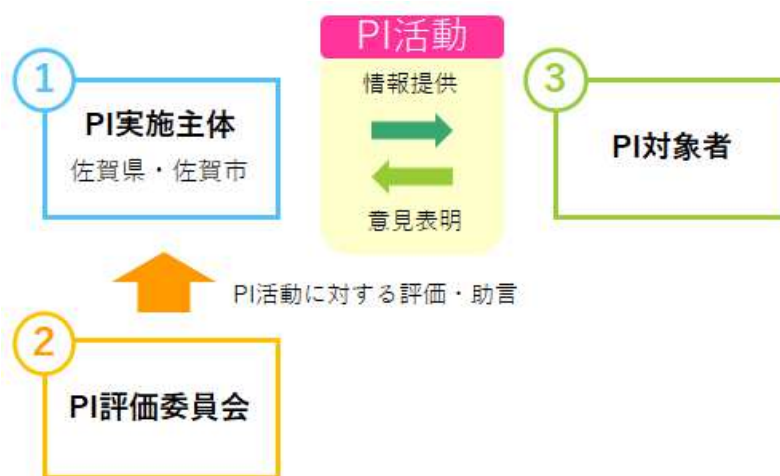 PI活動
情報提供
意見表明
1
PI実施主体
佐賀県・佐賀市
3
PI対象者
PI活動に対する評価・助言
2
PI評価委員会